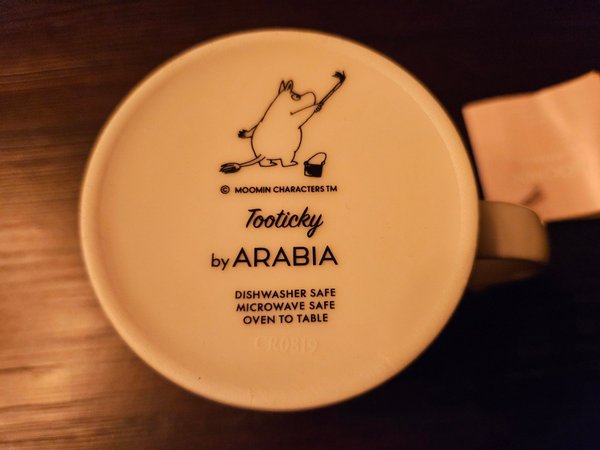 © MOOMIN CHARACTERS TM
Tooticky
by ARABIA
DISHWASHER SAFE
MICROWAVE SAFE
OVEN TO TABLE